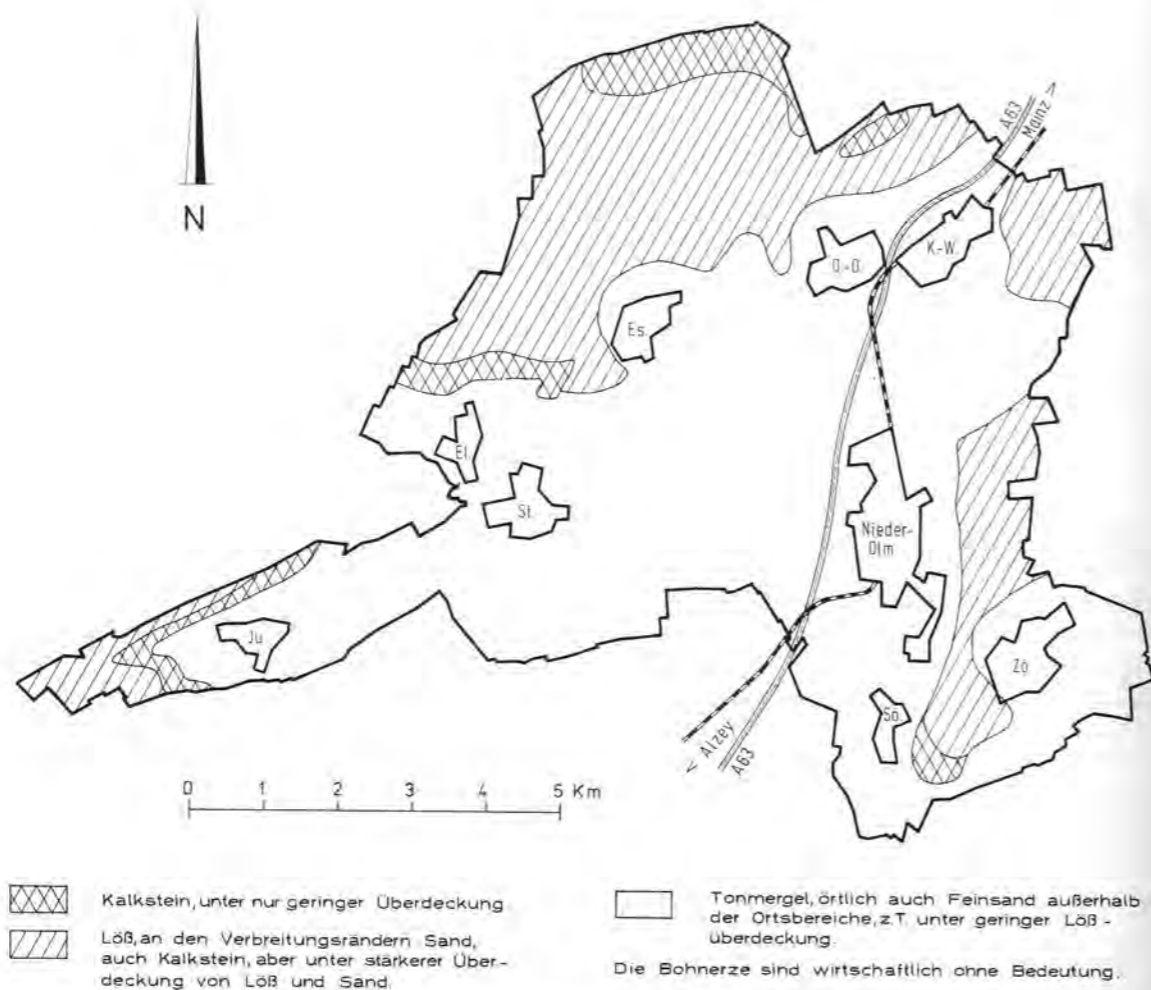 N
A63
Mainz >
K.-W.
O.-O.
Es.
El.
St.
Nieder-
Olm
Ju.
Zo.
So.
< Alzey
A63
0 1 2 3 4 5 Km
Kalkstein, unter nur geringer Überdeckung
Löß, an den Verbreitungsrändern Sand,
auch Kalkstein, aber unter stärkerer Über-
deckung von Löß und Sand.
Tonmergel, örtlich auch Feinsand außerhalb
der Ortsbereiche, z.T. unter geringer Löß-
überdeckung.
Die Bohnerze sind wirtschaftlich ohne Bedeutung.